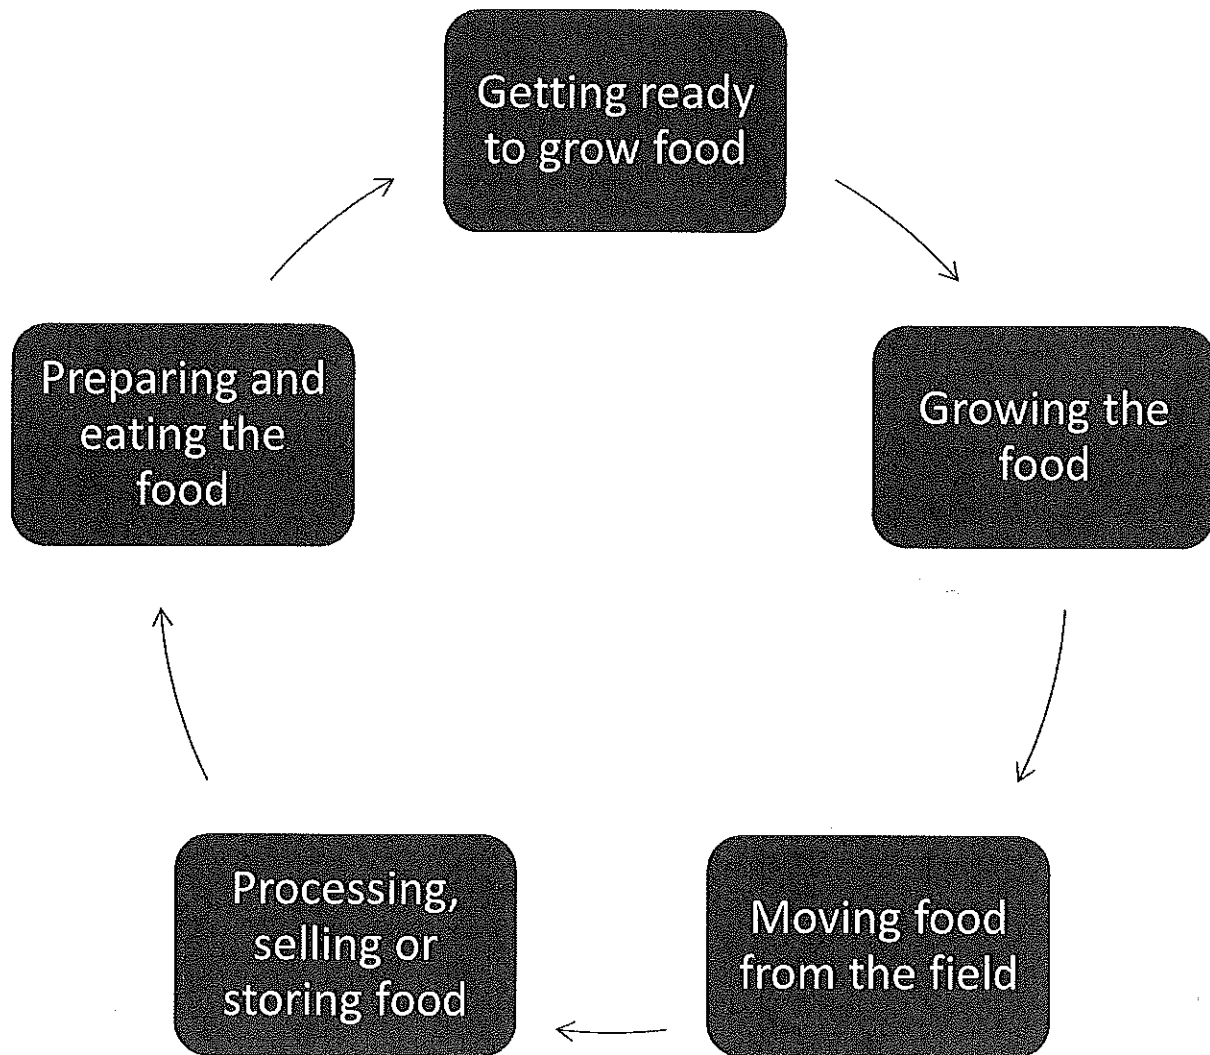 Getting ready
to grow food
Growing the
food
Moving food
from the field
Processing,
selling or
storing food
Preparing and
eating the
food